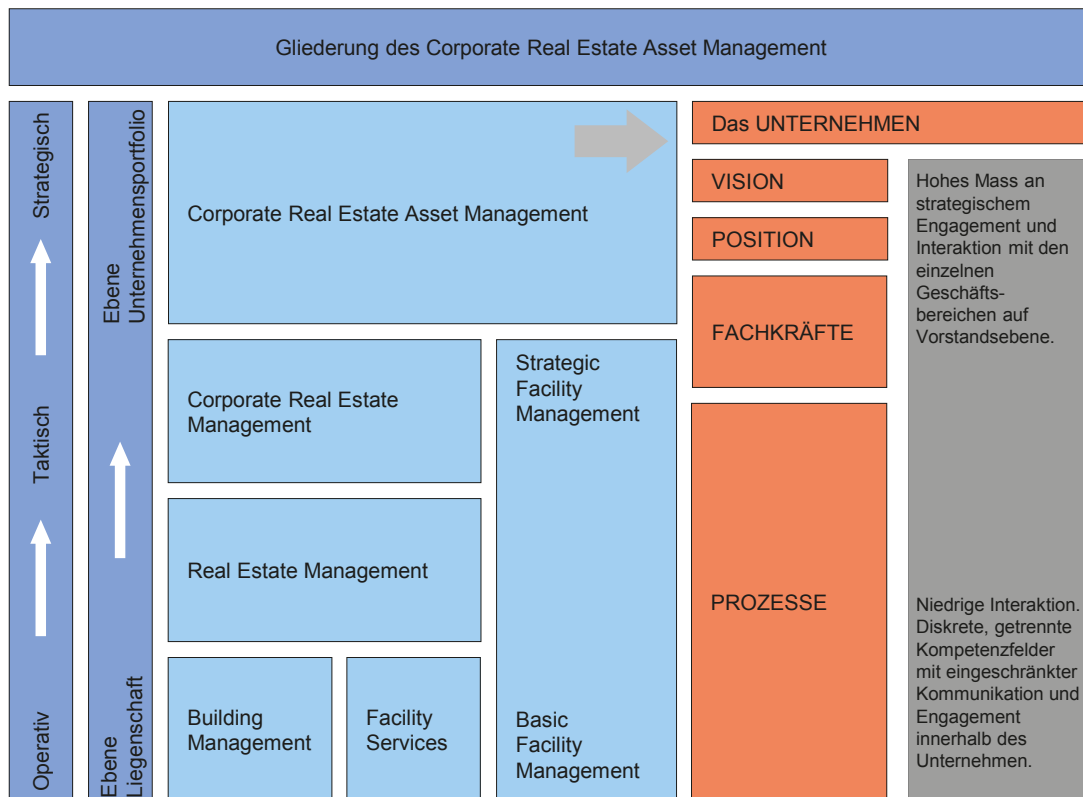 Gliederung des Corporate Real Estate Asset Management
Strategisch
Taktisch
Operativ
Ebene
Unternehmensportfolio
Ebene
Liegenschaft
Corporate Real Estate Asset Management
Corporate Real Estate
Management
Real Estate Management
Building
Management
Facility
Services
Strategic
Facility
Management
Basic
Facility
Management
Das UNTERNEHMEN
VISION
POSITION
FACHKRÄFTE
PROZESSE
Hohes Mass an
strategischem
Engagement und
Interaktion mit den
einzelnen
Geschäfts-
bereichen auf
Vorstandsebene.
Niedrige Interaktion.
Diskrete, getrennte
Kompetenzfelder
mit eingeschränkter
Kommunikation und
Engagement
innerhalb des
Unternehmen.